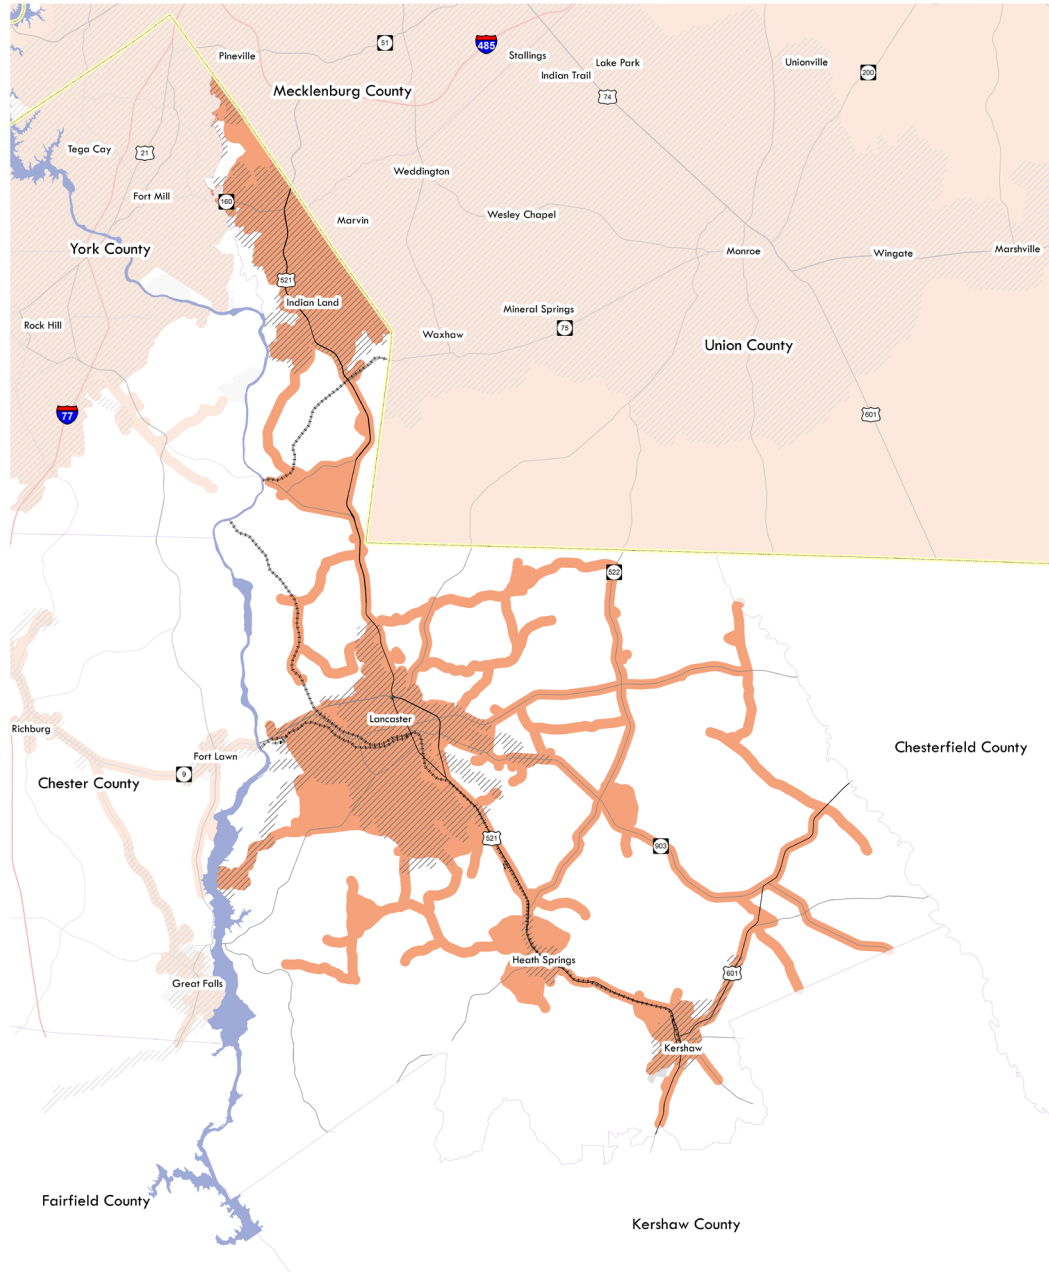 Pineville
51
485
Stallings
Lake Park
Unionville
Indian Trail
200
Mecklenburg County
74
Tega Cay
21
Weddington
Fort Mill
160
Marvin
Wesley Chapel
York County
Monroe
Wingate
Marshville
521
Indian Land
Mineral Springs
Rock Hill
75
Waxhaw
Union County
77
601
522
Lancaster
Richburg
Fort Lawn
Chesterfield County
9
Chester County
521
903
Heath Springs
601
Great Falls
Kershaw
Fairfield County
Kershaw County